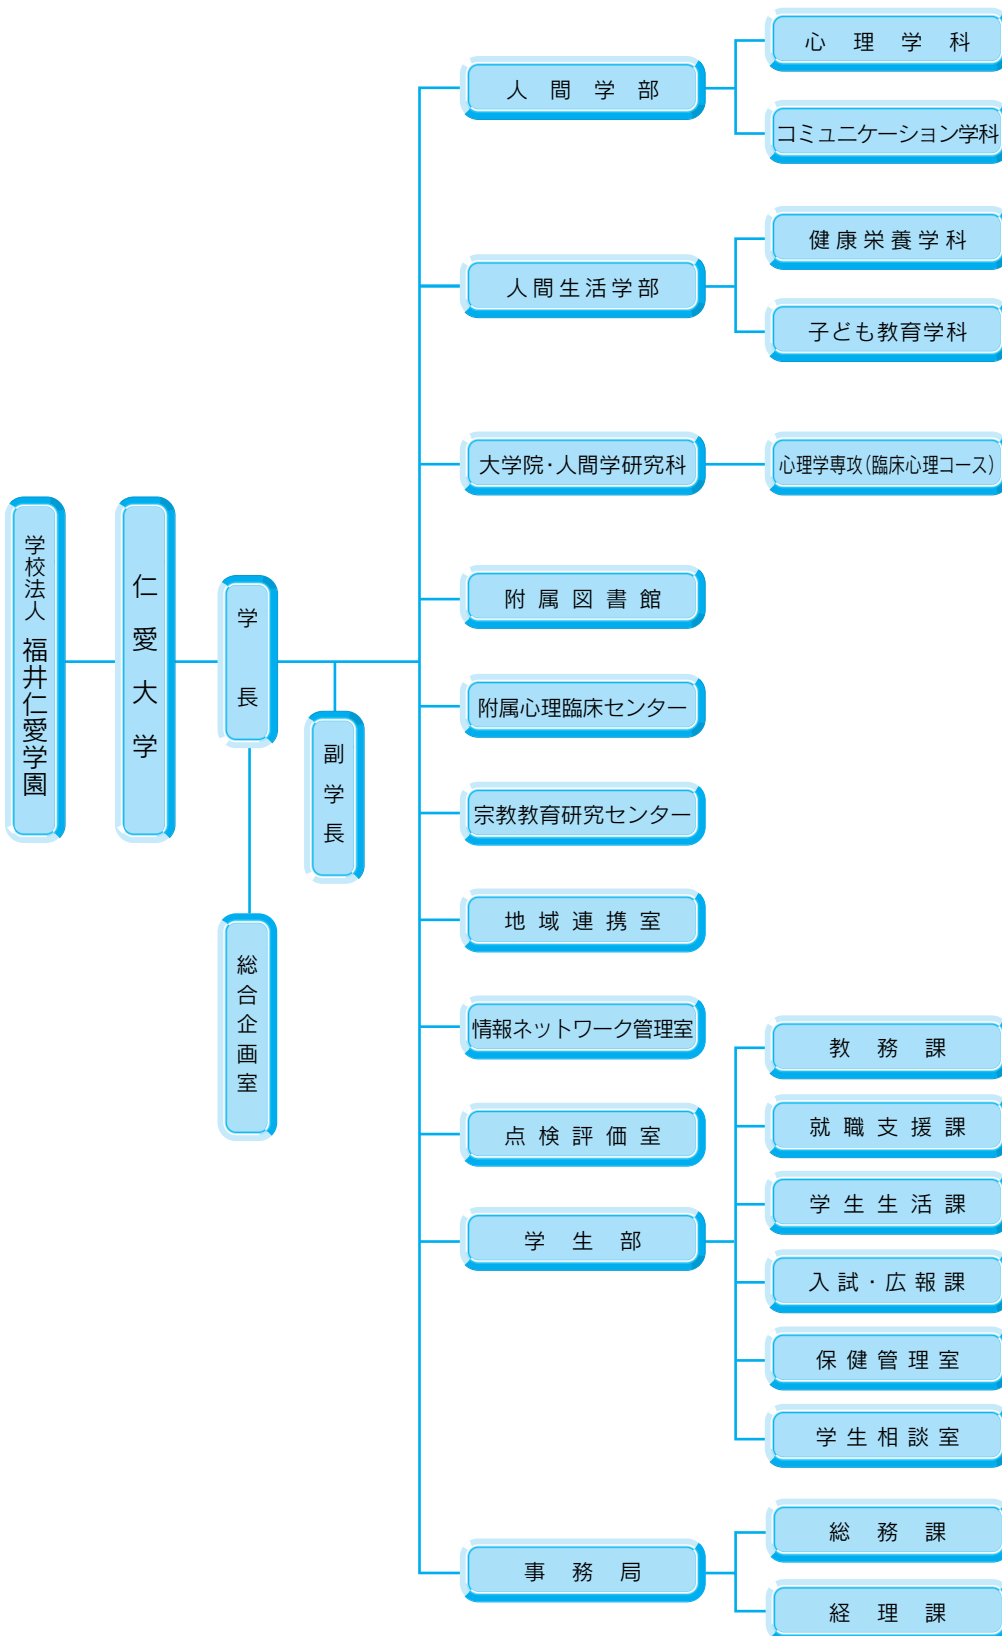 学校法人 福井仁愛学園
仁愛大学
学長
副学長
総合企画室
人間学部
心理学科
コミュニケーション学科
人間生活学部
健康栄養学科
子ども教育学科
大学院・人間学研究科
心理学専攻(臨床心理コース)
附属図書館
附属心理臨床センター
宗教教育研究センター
地域連携室
情報ネットワーク管理室
点検評価室
学生部
教務課
就職支援課
学生生活課
入試・広報課
保健管理室
学生相談室
事務局
総務課
経理課